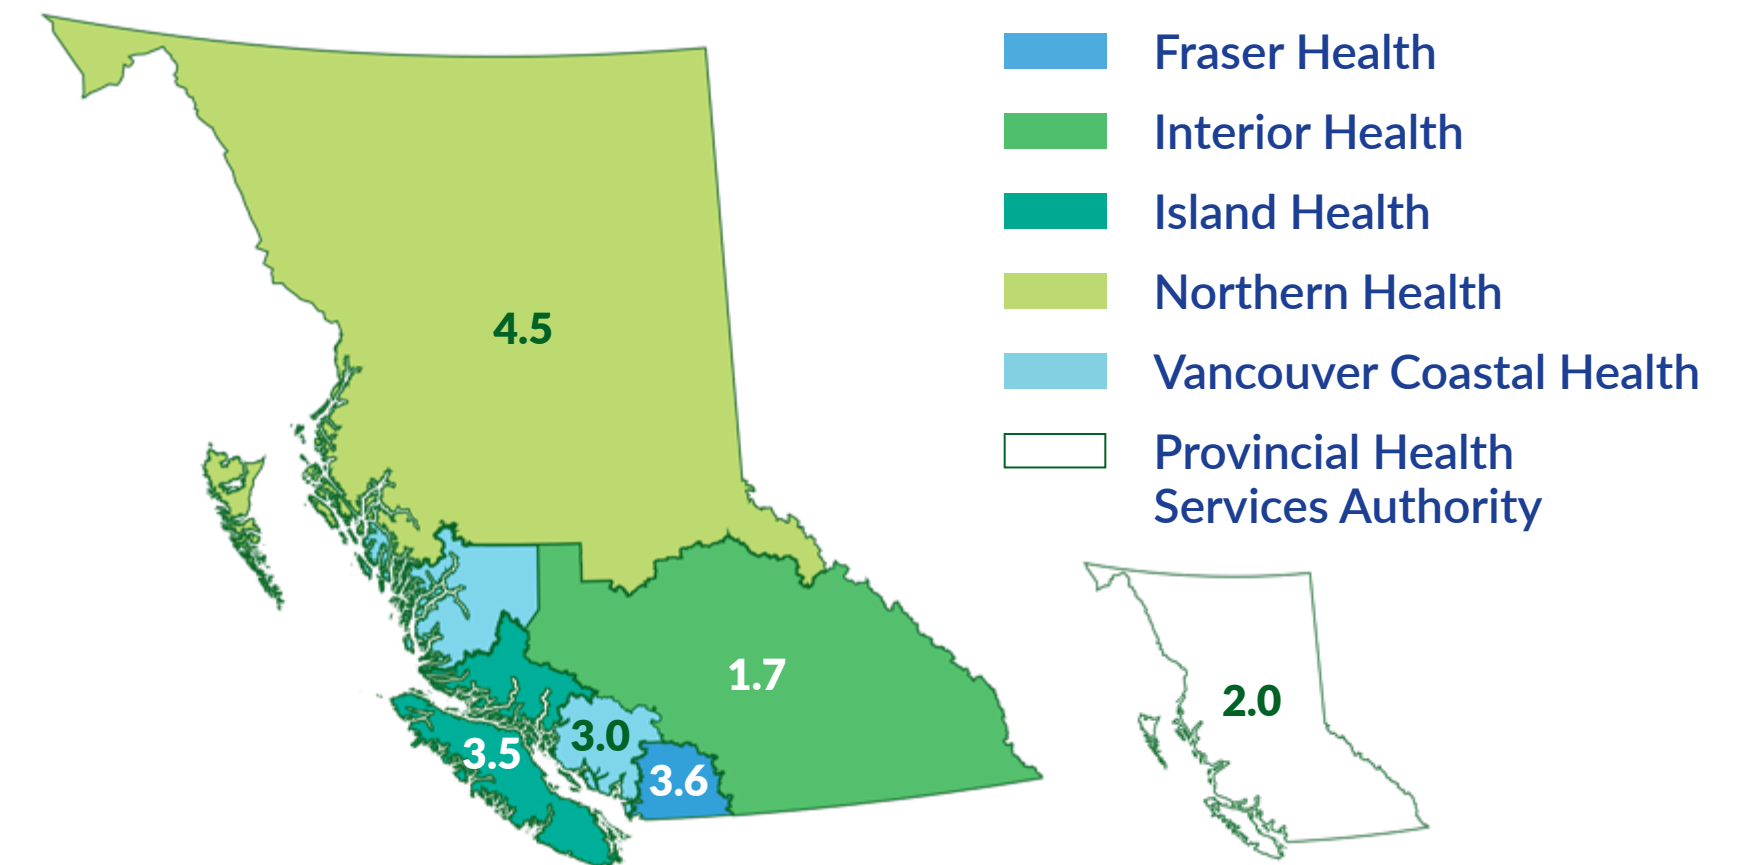 Fraser Health
Interior Health
Island Health
Northern Health
Vancouver Coastal Health
Provincial Health
Services Authority
4.5
1.7
3.0
3.5
3.6
2.0